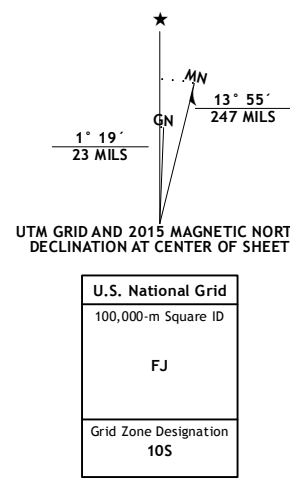 ★
MN
GN
13° 55´
247 MILS
1° 19´
23 MILS
UTM GRID AND 2015 MAGNETIC NORT
DECLINATION AT CENTER OF SHEET
U.S. National Grid
100,000-m Square ID
FJ
Grid Zone Designation
10S